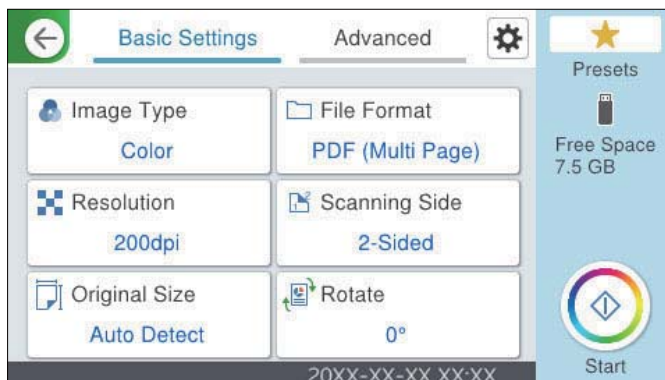 Basic Settings
Advanced
Presets
Image Type
Color
File Format
PDF (Multi Page)
Free Space
7.5 GB
Resolution
200dpi
Scanning Side
2-Sided
Original Size
Auto Detect
Rotate
0°
Start
20XX-XX-XX XX:XX